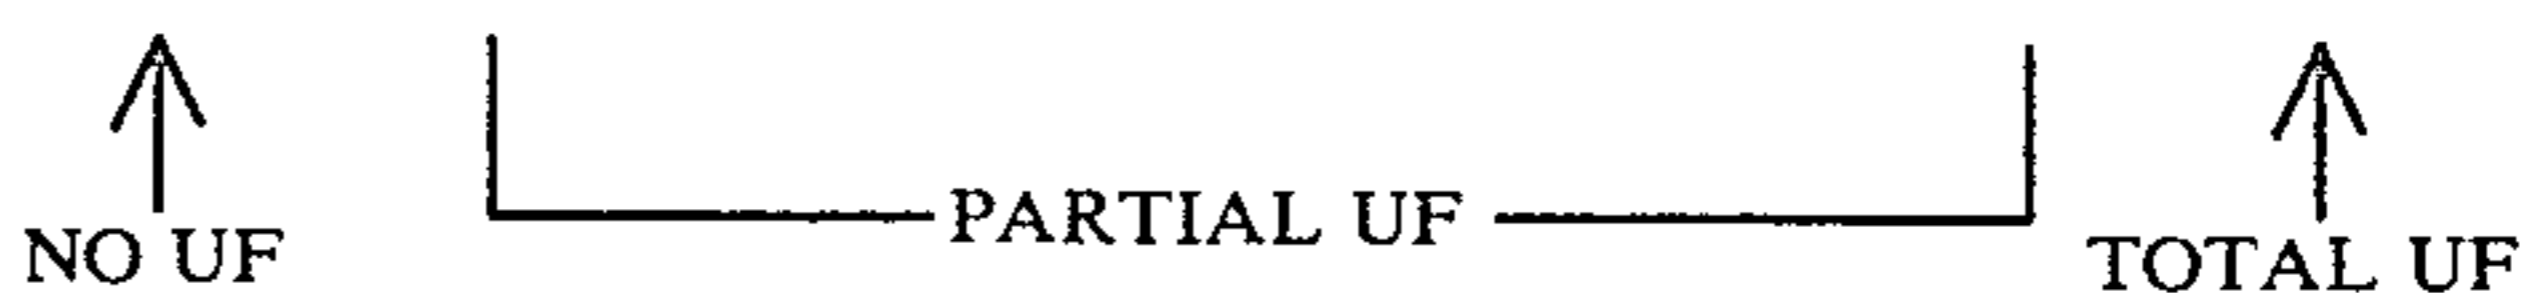 NO UF PARTIAL UF TOTAL UF